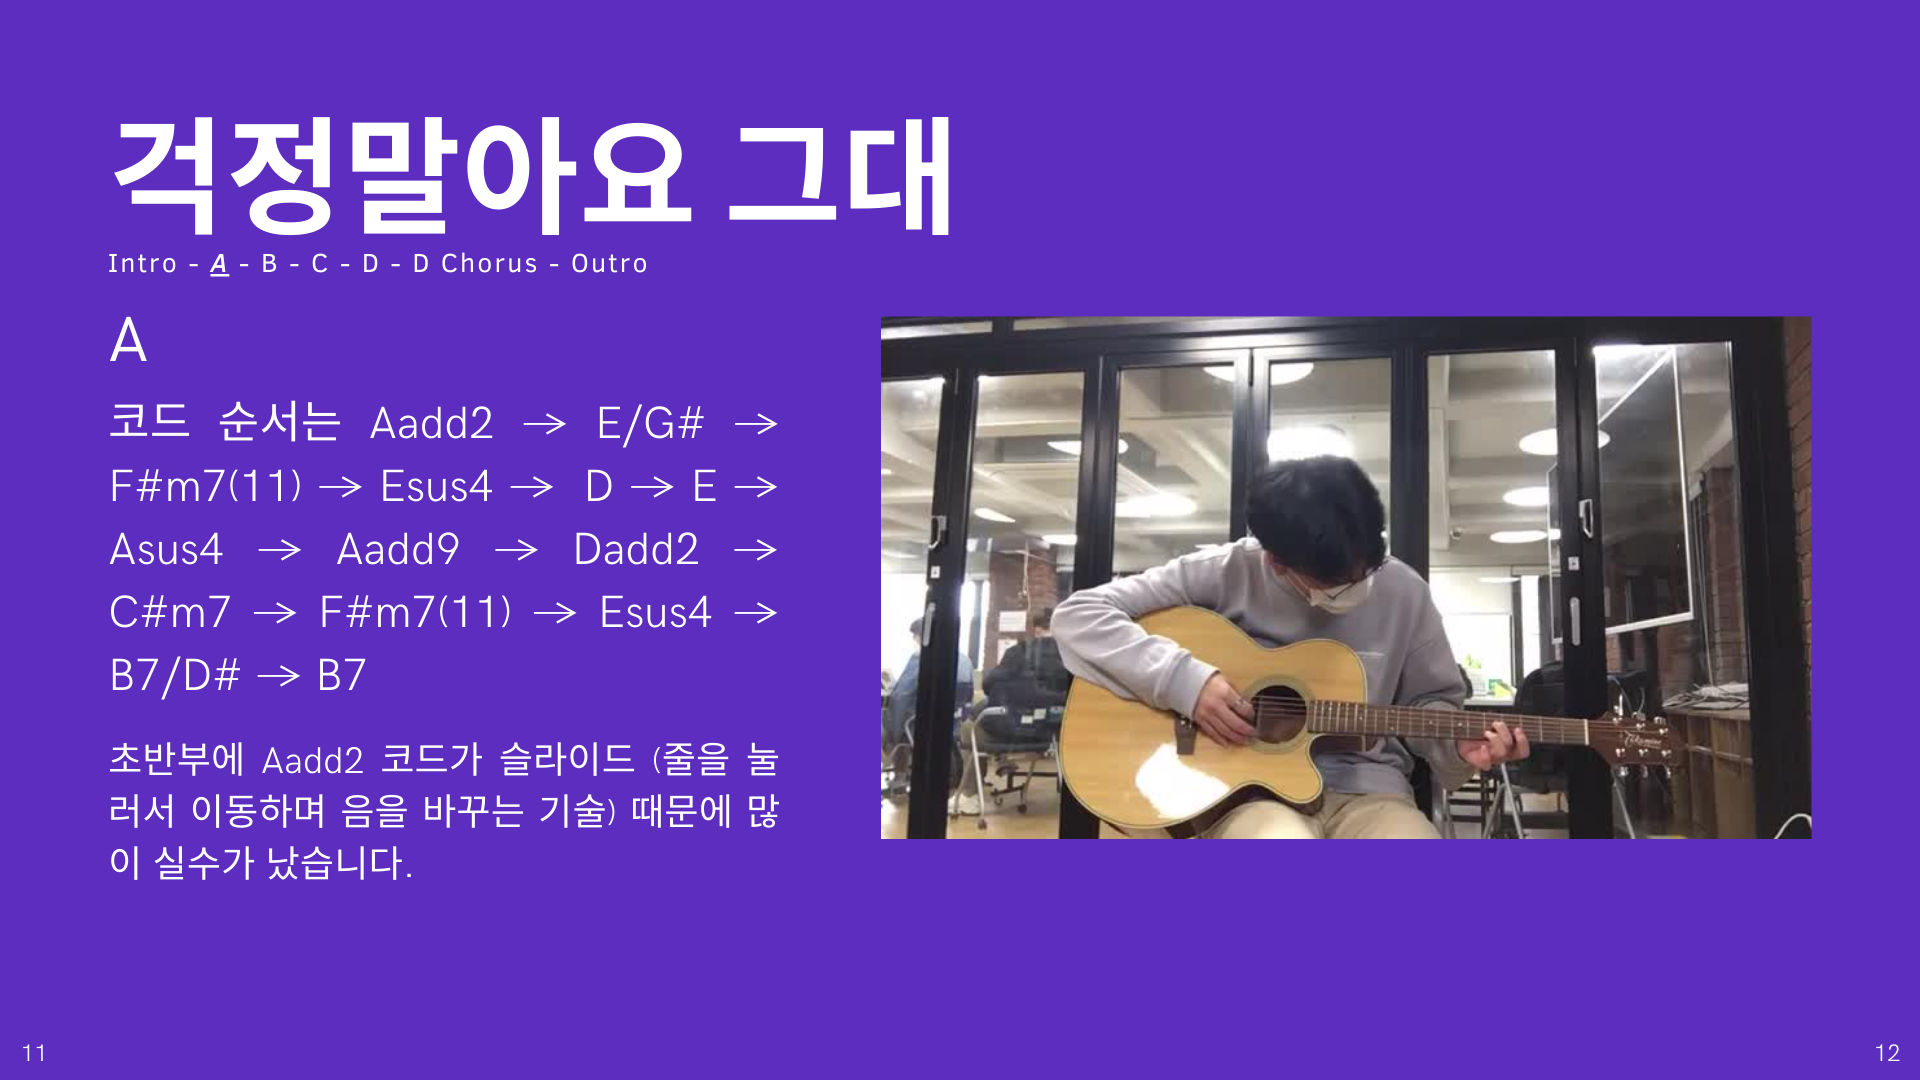 걱정말아요 그대
Intro - A - B - C - D - D Chorus - Outro
A
코드 순서는 Aadd2 → E/G# →
F#m7(11) → Esus4 → D → E →
Asus4 → Aadd9 → Dadd2 →
C#m7 → F#m7(11) → Esus4 →
B7/D# → B7
초반부에 Aadd2 코드가 슬라이드 (줄을 눌
러서 이동하며 음을 바꾸는 기술) 때문에 많
이 실수가 났습니다.
11
12